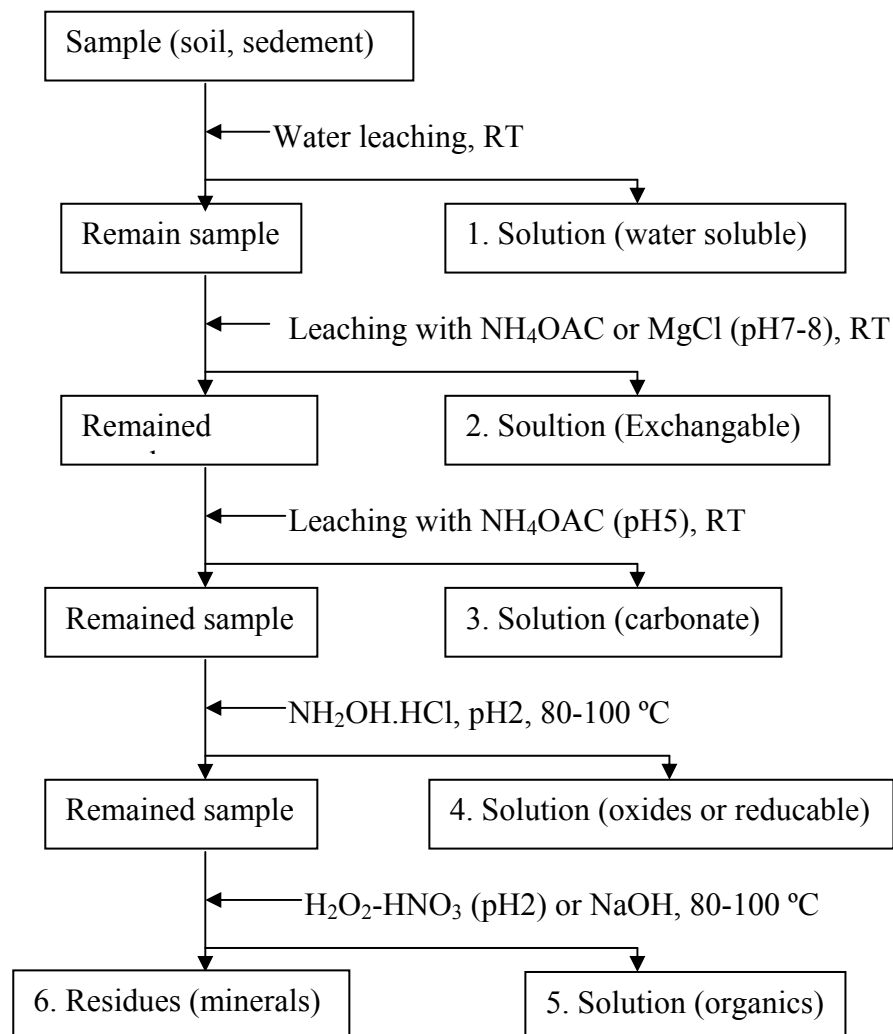 Sample (soil, sedement)
Water leaching, RT
Remain sample
1. Solution (water soluble)
Leaching with NH₄OAC or MgCl (pH7-8), RT
Remained
2. Soultion (Exchangable)
Leaching with NH₄OAC (pH5), RT
Remained sample
3. Solution (carbonate)
NH₂OH.HCl, pH2, 80-100 ºC
Remained sample
4. Solution (oxides or reducable)
H₂O₂-HNO₃ (pH2) or NaOH, 80-100 ºC
6. Residues (minerals)
5. Solution (organics)